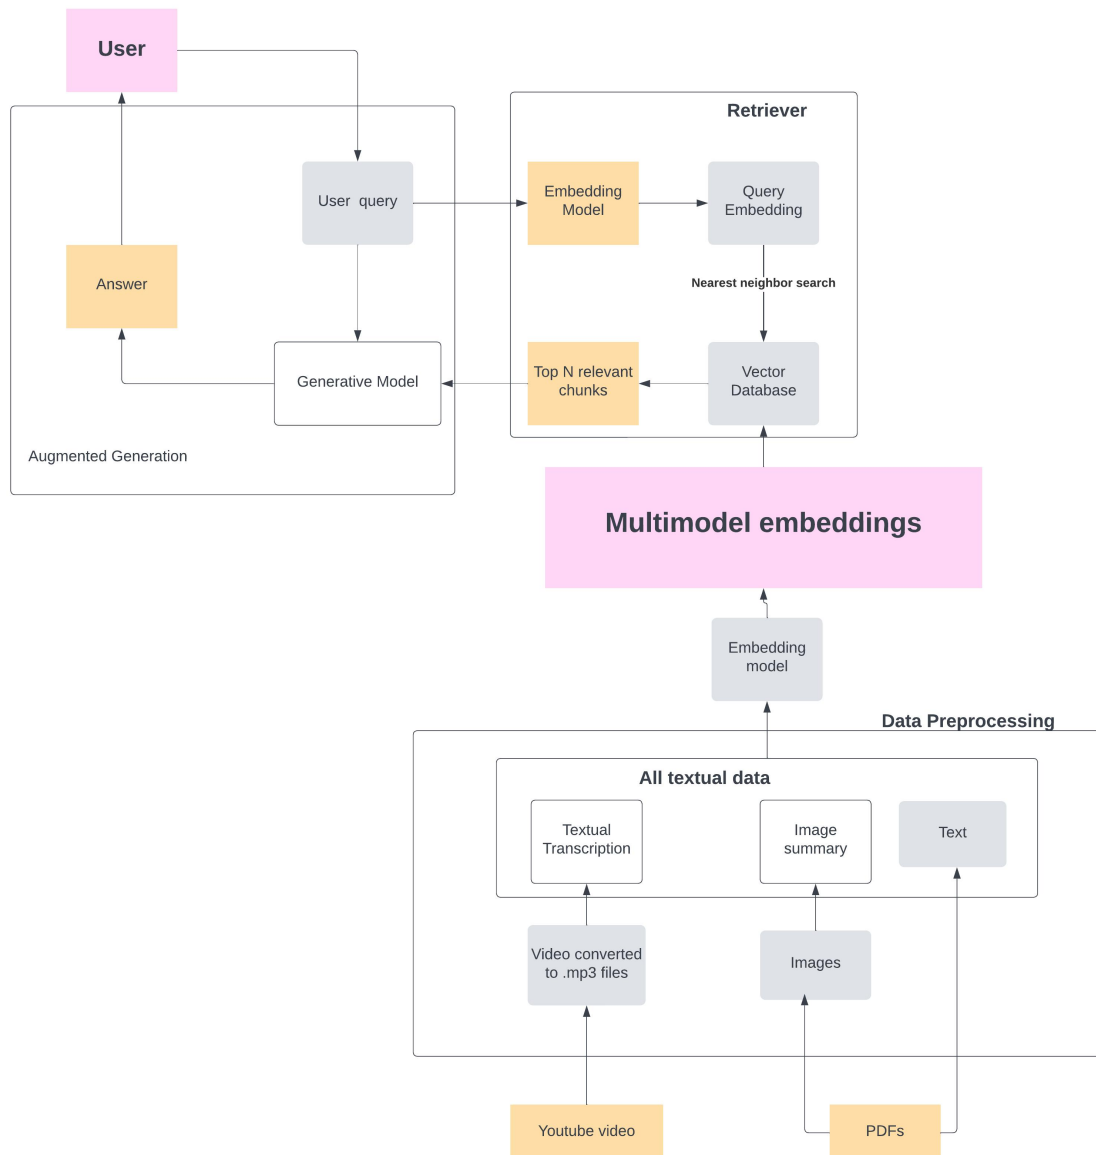 User
Retriever
User query
Embedding
Model
Query
Embedding
Answer
Nearest neighbor search
Generative Model
Top N relevant
chunks
Vector
Database
Augmented Generation
Multimodel embeddings
Embedding
model
Data Preprocessing
All textual data
Textual
Transcription
Image
summary
Text
Video converted
to .mp3 files
Images
Youtube video
PDFs